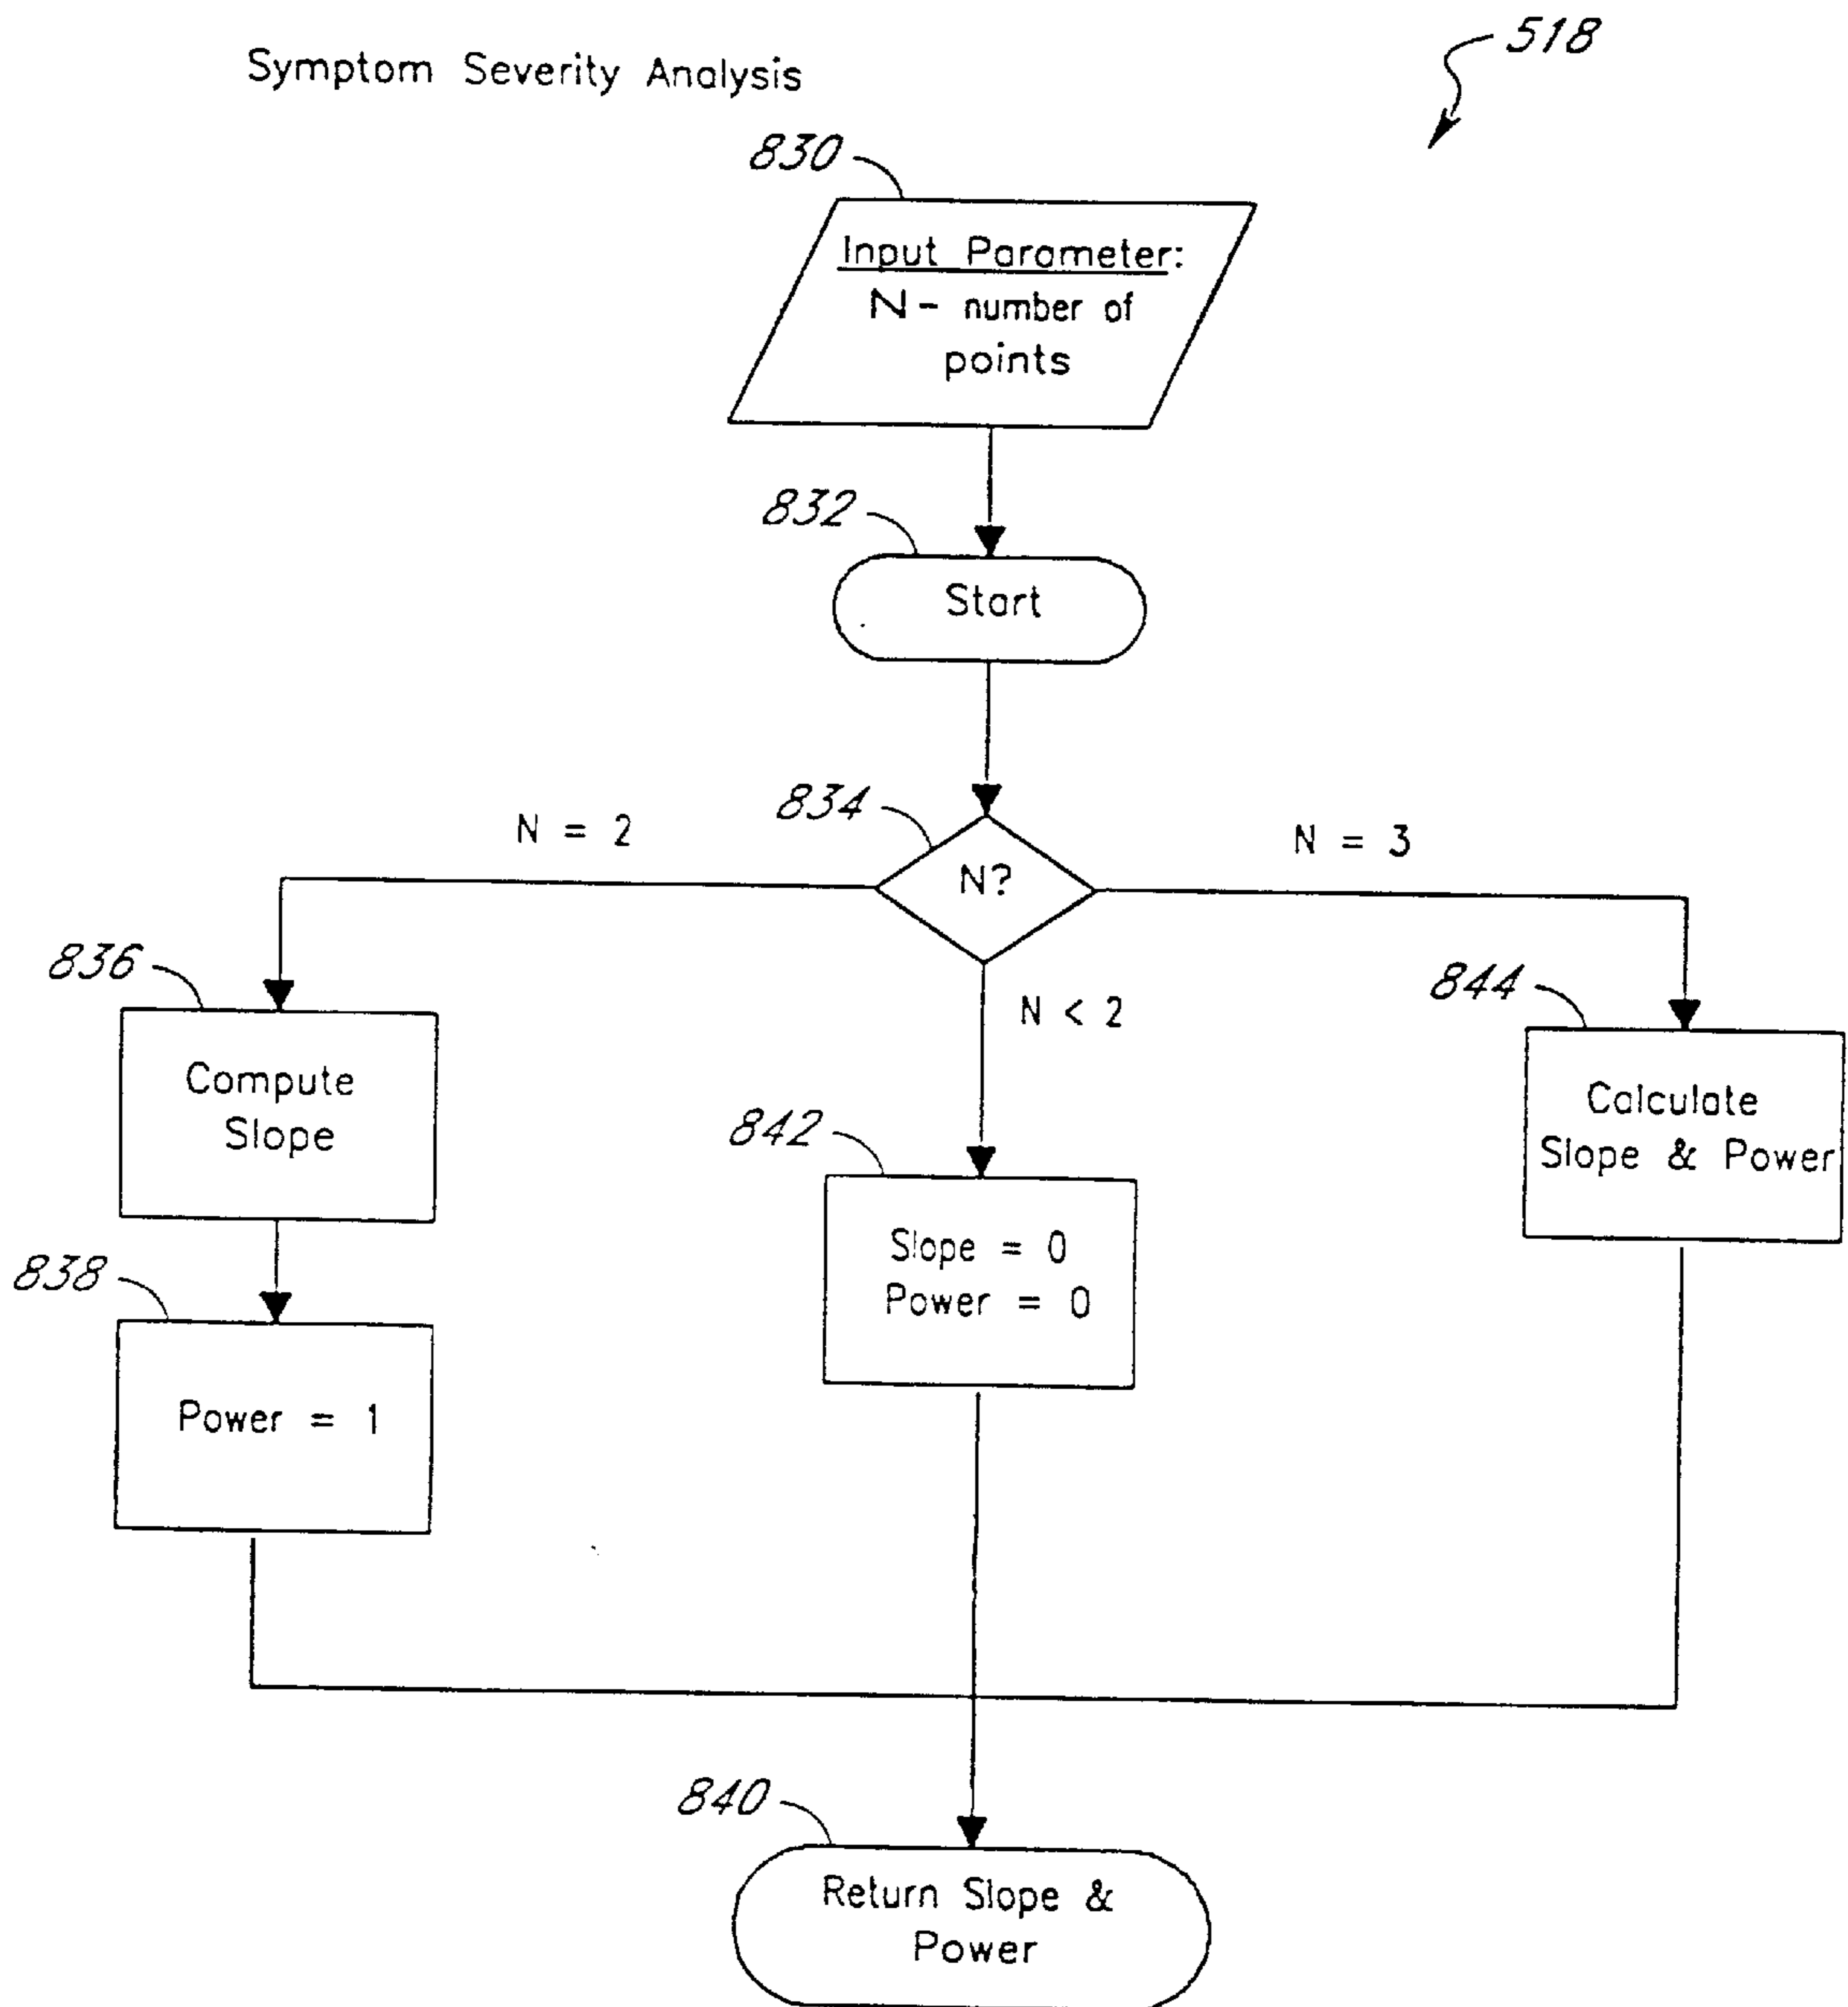 Symptom Severity Analysis
518
830
Input Parameter:
N - number of
points
832
Start
834
N?
N = 2
N = 3
N < 2
836
Compute
Slope
838
Power = 1
842
Slope = 0
Power = 0
844
Calculate
Slope & Power
840
Return Slope &
Power